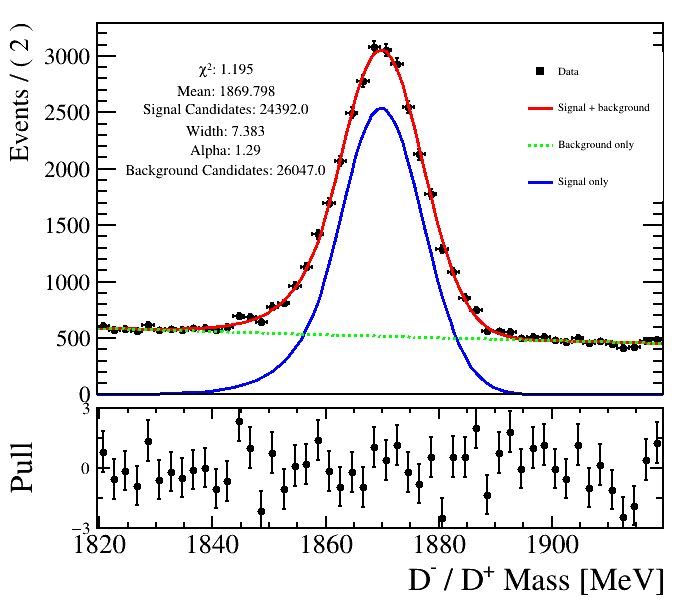 Events / ( 2 )
3000
2500
2000
1500
1000
500
0
χ²: 1.195
Mean: 1869.798
Signal Candidates: 24392.0
Width: 7.383
Alpha: 1.29
Background Candidates: 26047.0
Data
Signal + background
Background only
Signal only
Pull
3
0
−3
1820 1840 1860 1880 1900
D⁻ / D⁺ Mass [MeV]